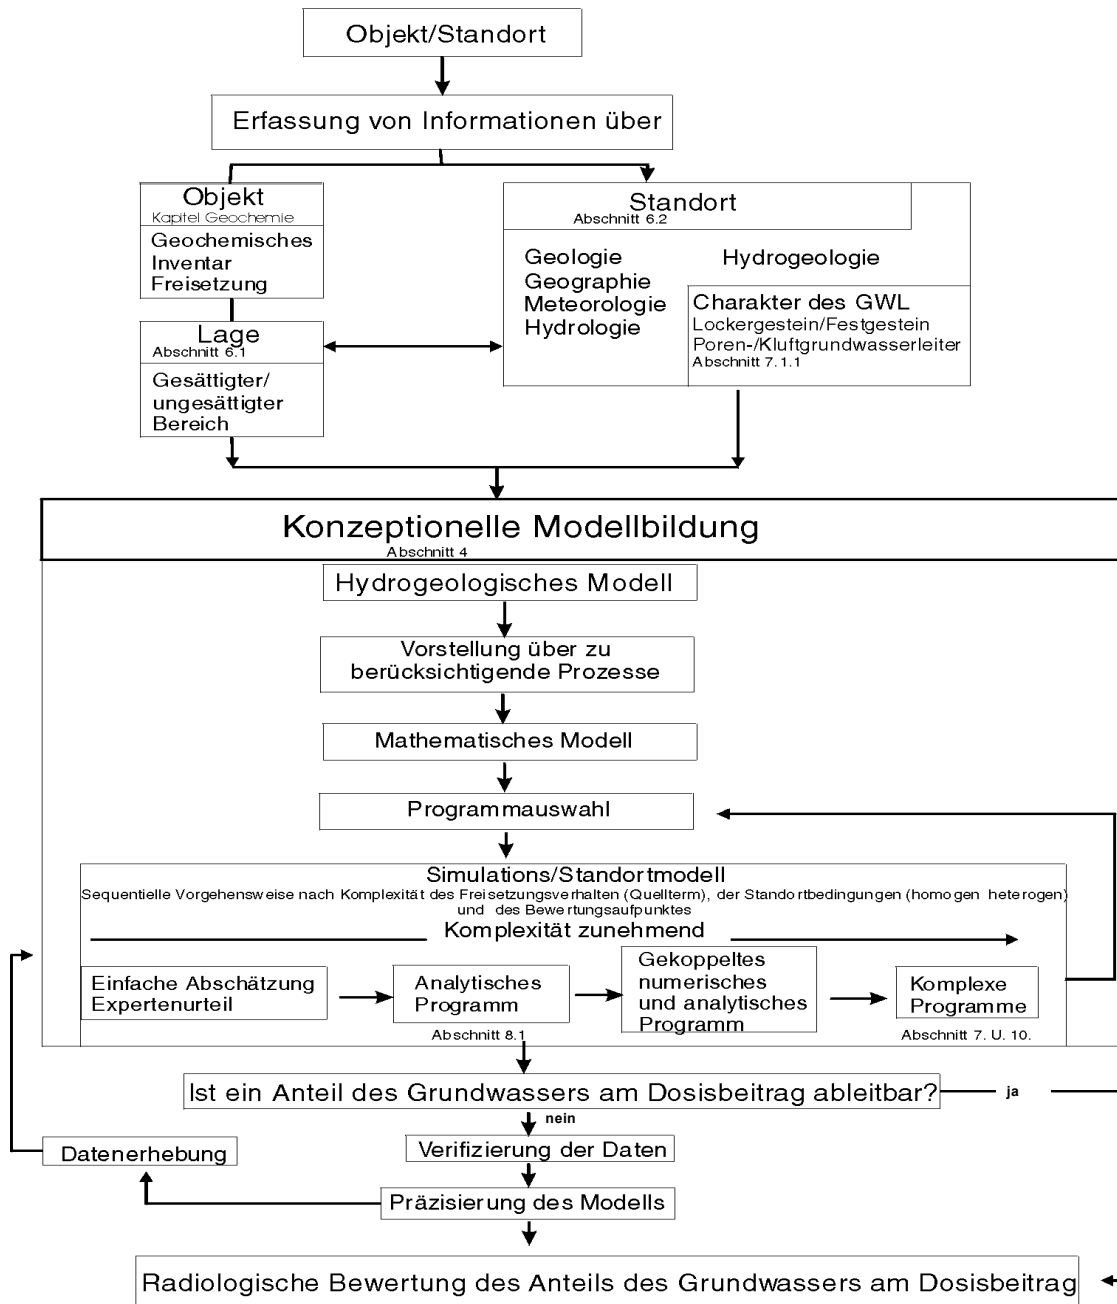 Objekt/Standort
Erfassung von Informationen über
Objekt
Kapitel Geochemie
Geochemisches
Inventar
Freisetzung
Lage
Abschnitt 6.1
Gesättigter/
ungesättigter
Bereich
Standort
Abschnitt 6.2
Geologie
Geographie
Meteorologie
Hydrologie
Hydrogeologie
Charakter des GWL
Lockergestein/Festgestein
Poren-/Kluftgrundwasserleiter
Abschnitt 7.1.1
Konzeptionelle Modellbildung
Abschnitt 4
Hydrogeologisches Modell
Vorstellung über zu
berücksichtigende Prozesse
Mathematisches Modell
Programmauswahl
Simulations/Standortmodell
Sequentielle Vorgehensweise nach Komplexität des Freisetzungsverhalten (Quellterm), der Standortbedingungen (homogen heterogen)
und des Bewertungsaufpunktes
Komplexität zunehmend
Einfache Abschätzung
Expertenurteil
Analytisches
Programm
Abschnitt 8.1
Gekoppeltes
numerisches
und analytisches
Programm
Komplexe
Programme
Abschnitt 7. U. 10.
Ist ein Anteil des Grundwassers am Dosisbeitrag ableitbar?
ja
nein
Datenerhebung
Verifizierung der Daten
Präzisierung des Modells
Radiologische Bewertung des Anteils des Grundwassers am Dosisbeitrag